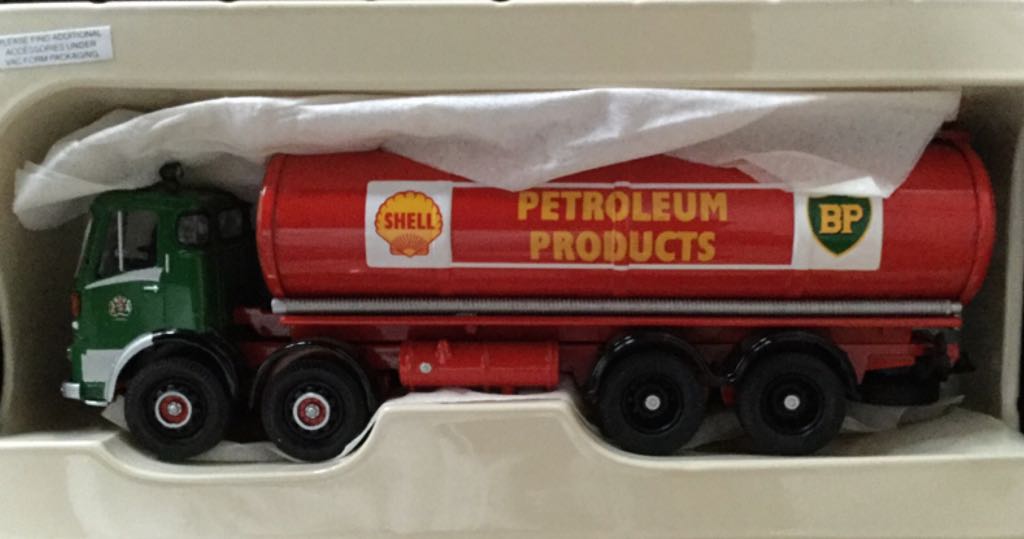 PLEASE FIND ADDITIONAL
ACCESSORIES UNDER
VAC FORM PACKAGING
SHELL
PETROLEUM
PRODUCTS
BP